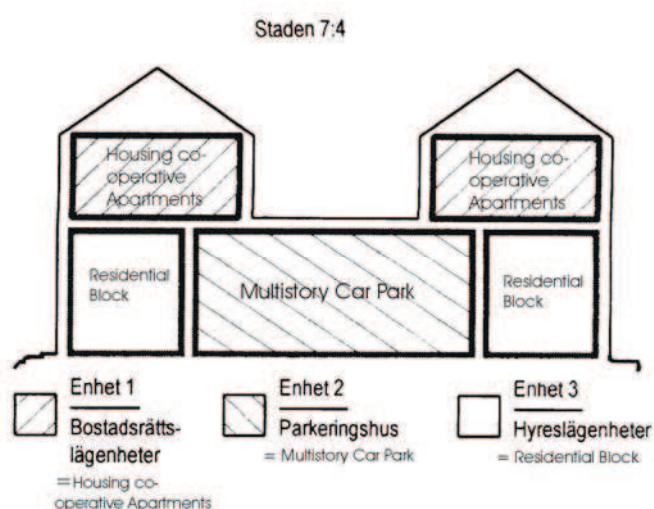 Staden 7:4
Housing co-
operative
Apartments
Housing co-
operative
Apartments
Residential
Block
Multistory Car Park
Residential
Block
Enhet 1
Bostadsrätts-
lägenheter
= Housing co-
operative Apartments
Enhet 2
Parkeringshus
= Multistory Car Park
Enhet 3
Hyreslägenheter
= Residential Block